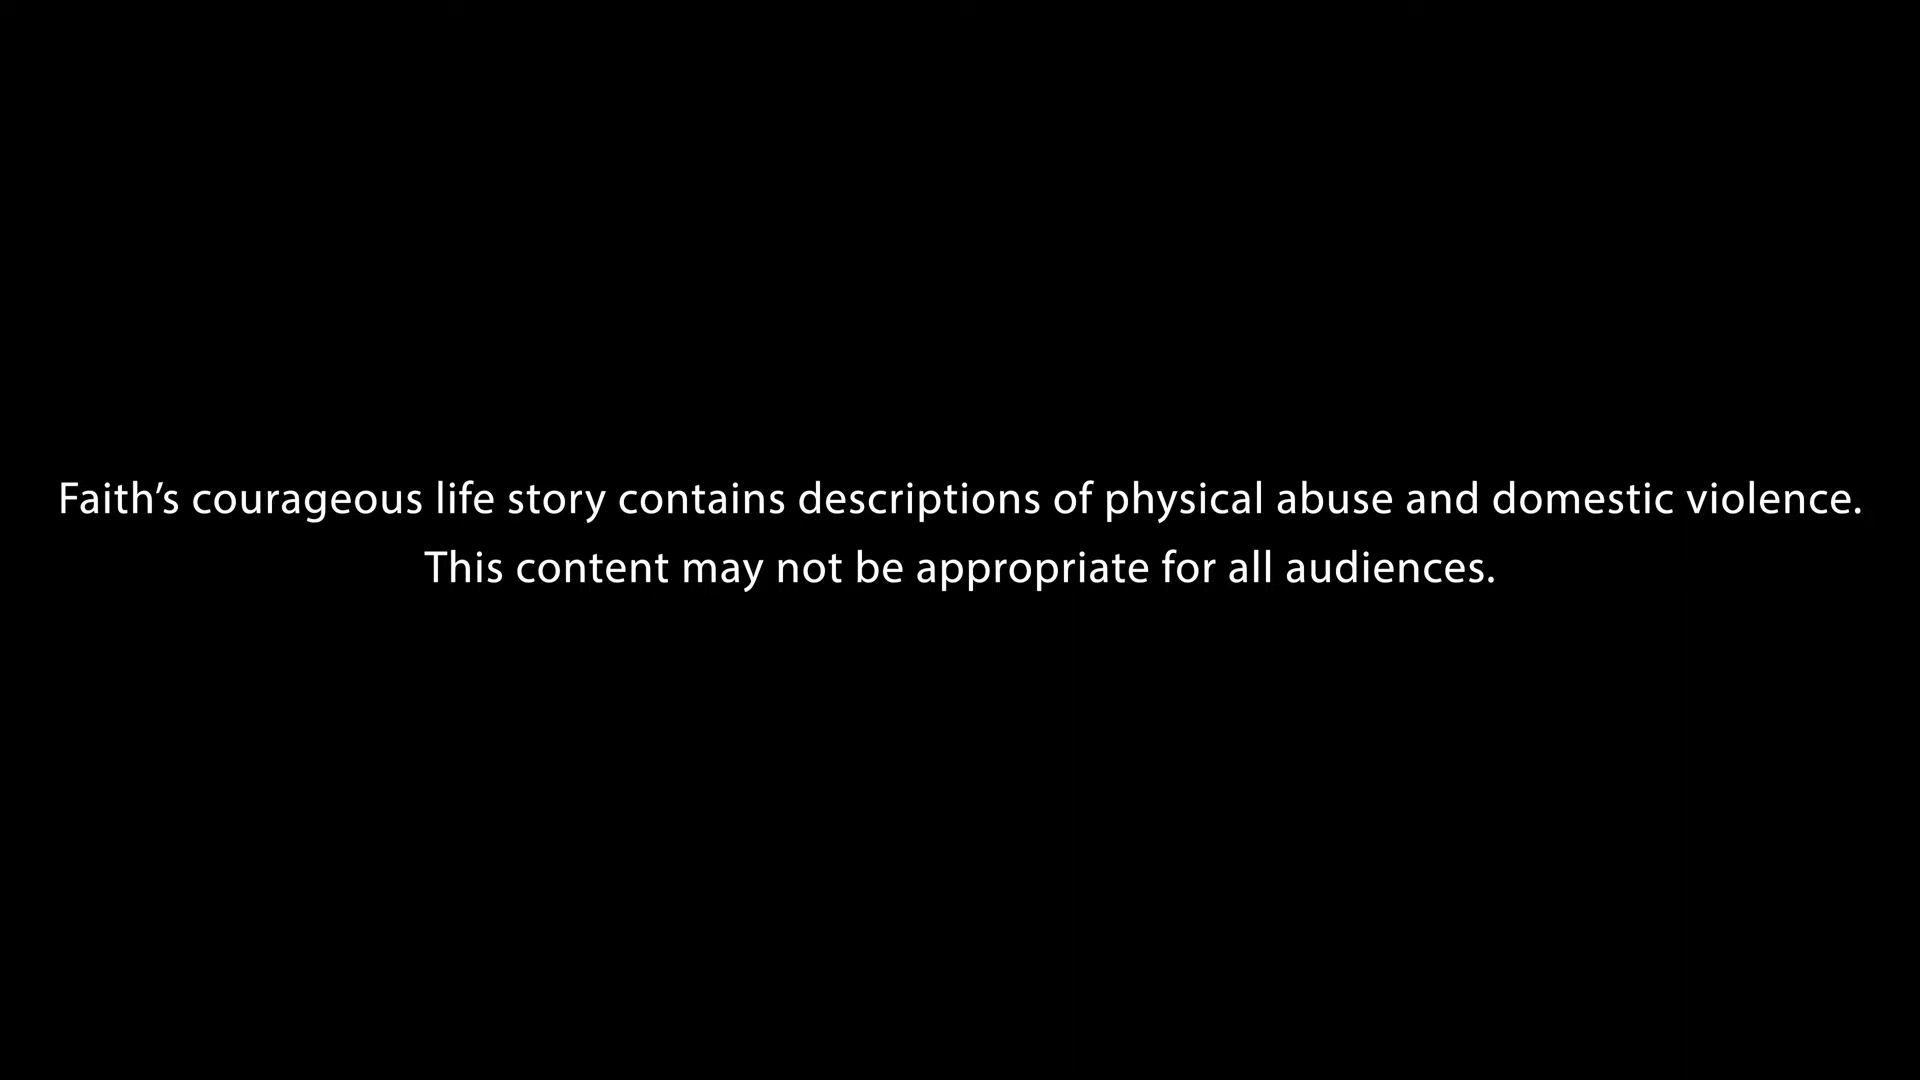 Faith’s courageous life story contains descriptions of physical abuse and domestic violence.
This content may not be appropriate for all audiences.